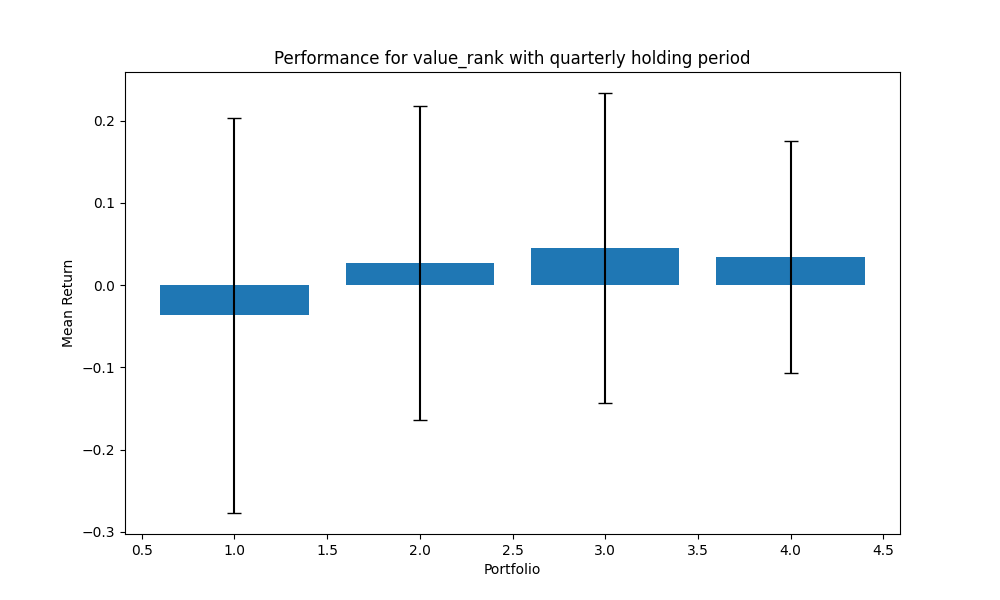 Performance for value_rank with quarterly holding period
0.2
0.1
0.0
−0.1
−0.2
−0.3
Mean Return
0.5 1.0 1.5 2.0 2.5 3.0 3.5 4.0 4.5
Portfolio